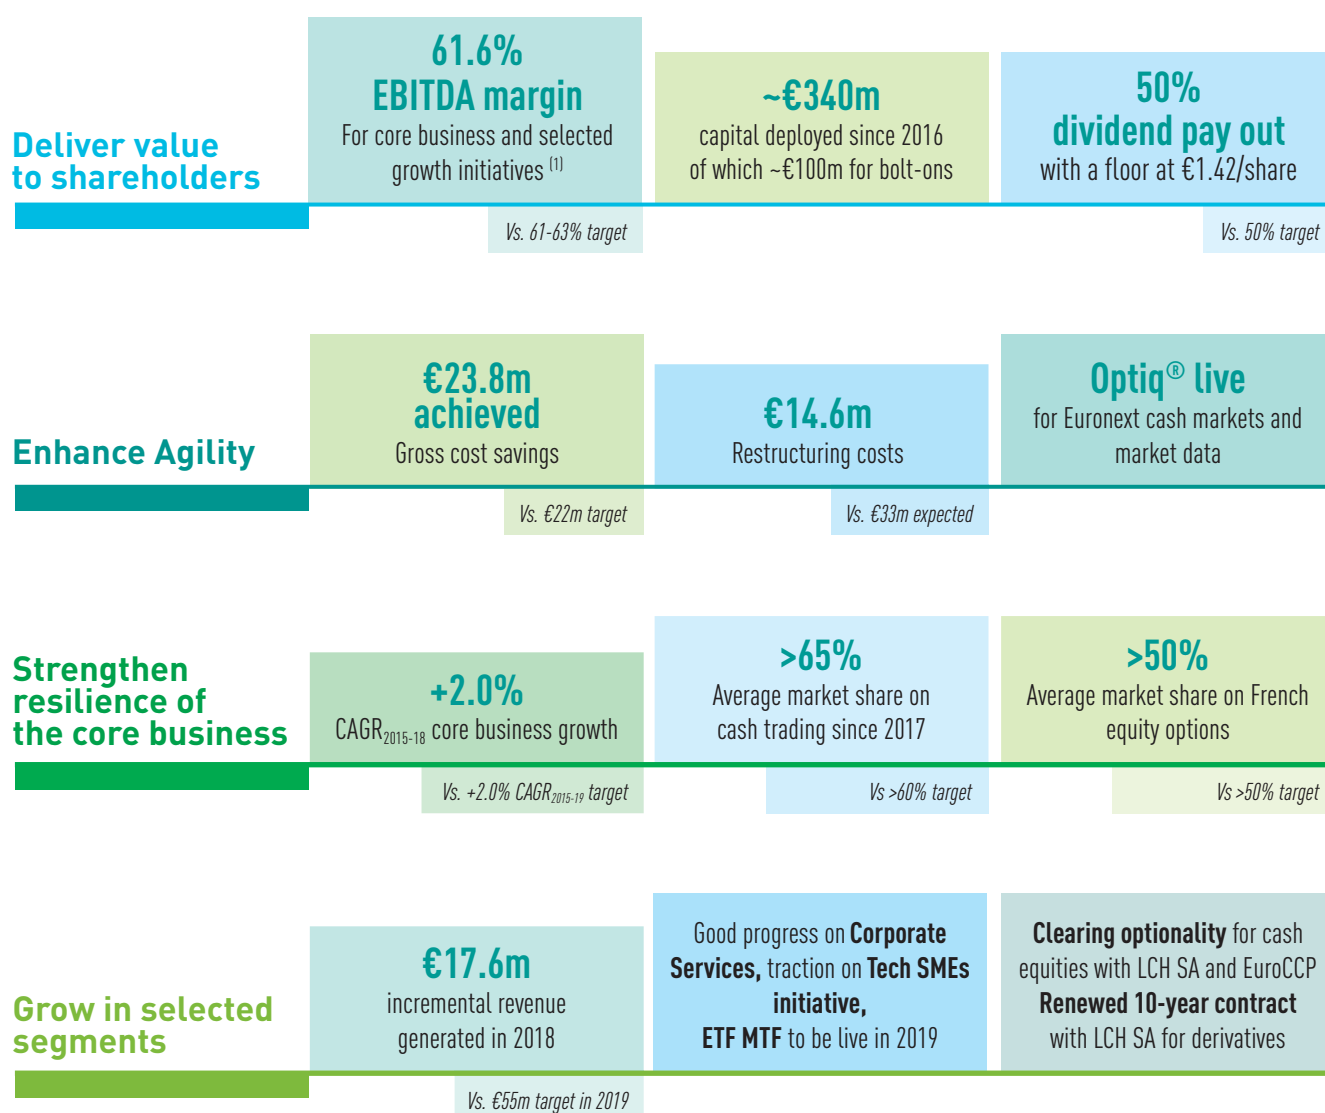 Deliver value
to shareholders
61.6%
EBITDA margin
For core business and selected
growth initiatives (1)
Vs. 61-63% target
~€340m
capital deployed since 2016
of which ~€100m for bolt-ons
50%
dividend pay out
with a floor at €1.42/share
Vs. 50% target
Enhance Agility
€23.8m
achieved
Gross cost savings
Vs. €22m target
€14.6m
Restructuring costs
Vs. €33m expected
Optiq® live
for Euronext cash markets and
market data
Strengthen
resilience of
the core business
+2.0%
CAGR2015-18 core business growth
Vs. +2.0% CAGR2015-19 target
>65%
Average market share on
cash trading since 2017
Vs >60% target
>50%
Average market share on French
equity options
Vs >50% target
Grow in selected
segments
€17.6m
incremental revenue
generated in 2018
Vs. €55m target in 2019
Good progress on Corporate
Services, traction on Tech SMEs
initiative,
ETF MTF to be live in 2019
Clearing optionality for cash
equities with LCH SA and EuroCCP
Renewed 10-year contract
with LCH SA for derivatives